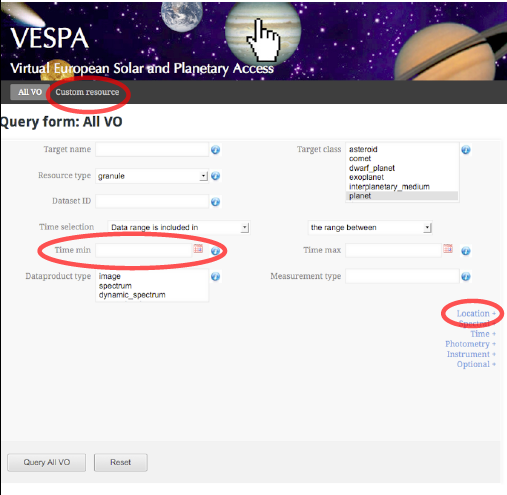 VESPA
Virtual European Solar and Planetary Access
All VO Custom resource
Query form: All VO
Target name Target class asteroid
comet
dwarf_planet
exoplanet
interplanetary_medium
planet
Resource type granule
Dataset ID
Time selection Data range is included in the range between
Time min Time max
Dataproduct type image
spectrum
dynamic_spectrum
Measurement type
Location +
Spectral +
Time +
Photometry +
Instrument +
Optional +
Query All VO Reset